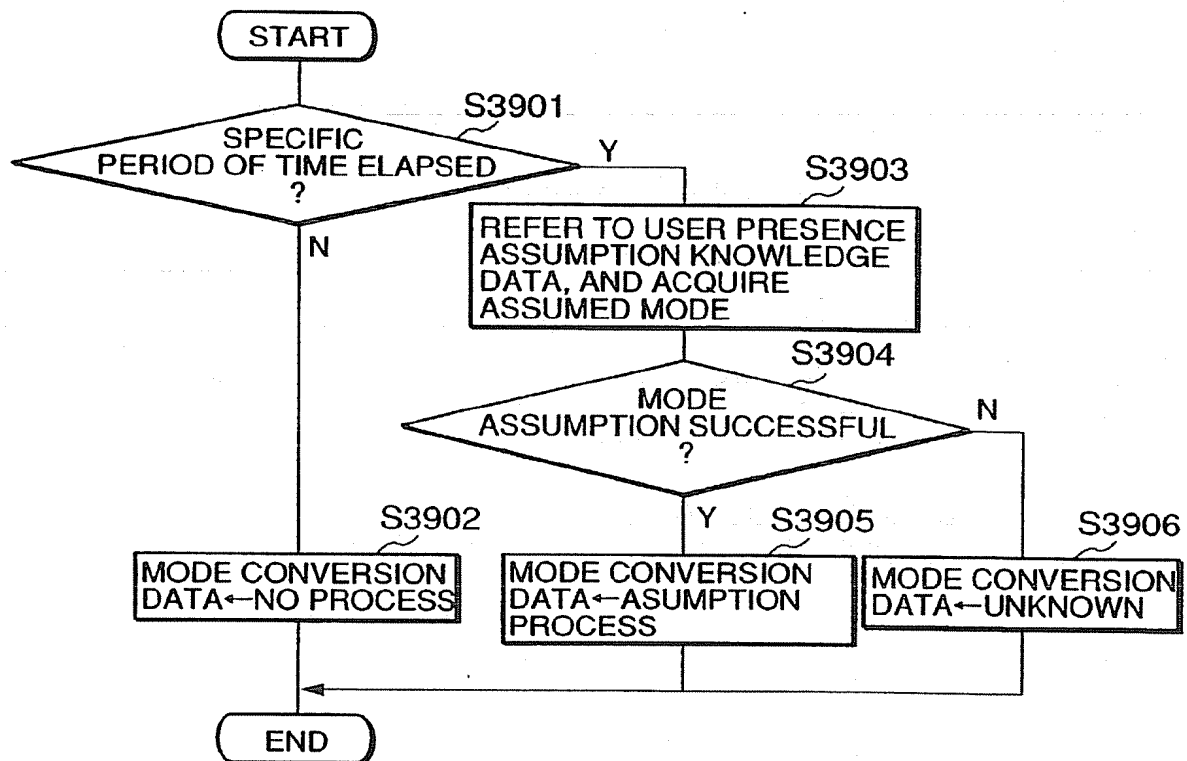 START
S3901
SPECIFIC
PERIOD OF TIME ELAPSED
?
Y
N
S3903
REFER TO USER PRESENCE
ASSUMPTION KNOWLEDGE
DATA, AND ACQUIRE
ASSUMED MODE
S3904
MODE
ASSUMPTION SUCCESSFUL
?
N
Y
S3902
MODE CONVERSION
DATA←NO PROCESS
S3905
MODE CONVERSION
DATA←ASUMPTION
PROCESS
S3906
MODE CONVERSION
DATA←UNKNOWN
END